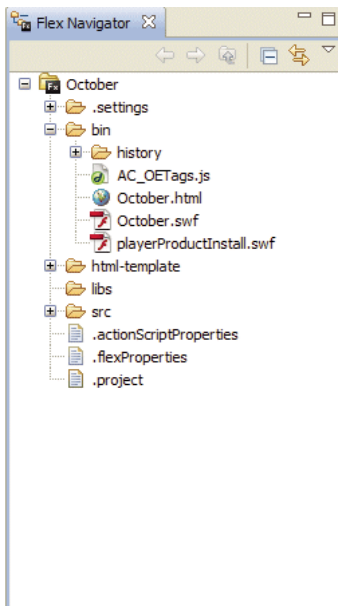 Flex Navigator
Fx October
.settings
bin
history
AC_OETags.js
October.html
October.swf
playerProductInstall.swf
html-template
libs
src
.actionScriptProperties
.flexProperties
.project